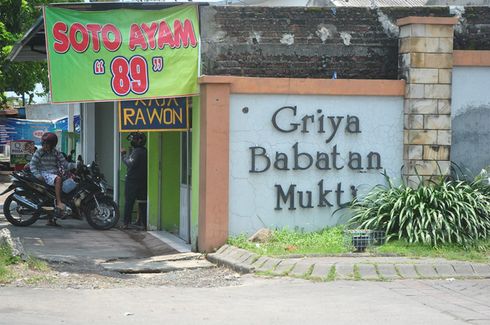 SOTO AYAM
"89"
RAWON
Griya
Babatan
Mukti